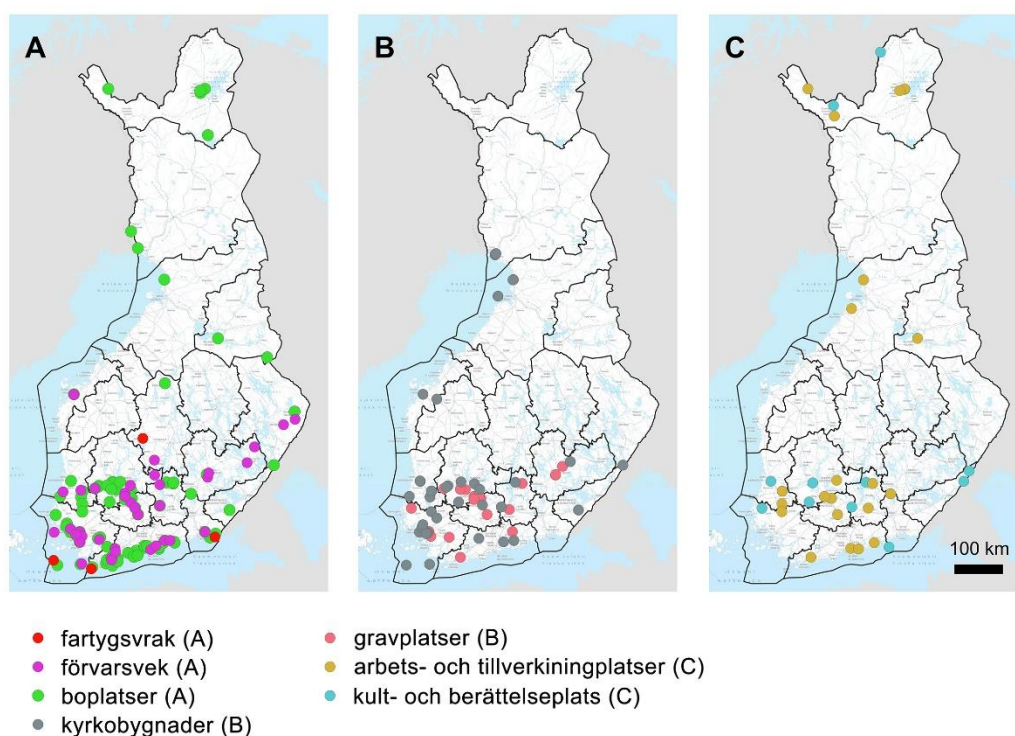 A
B
C
100 km
fartygsvrak (A)
förvarsvek (A)
boplatser (A)
kyrkobygnader (B)
gravplatser (B)
arbets- och tillverkiningplatser (C)
kult- och berättelseplats (C)